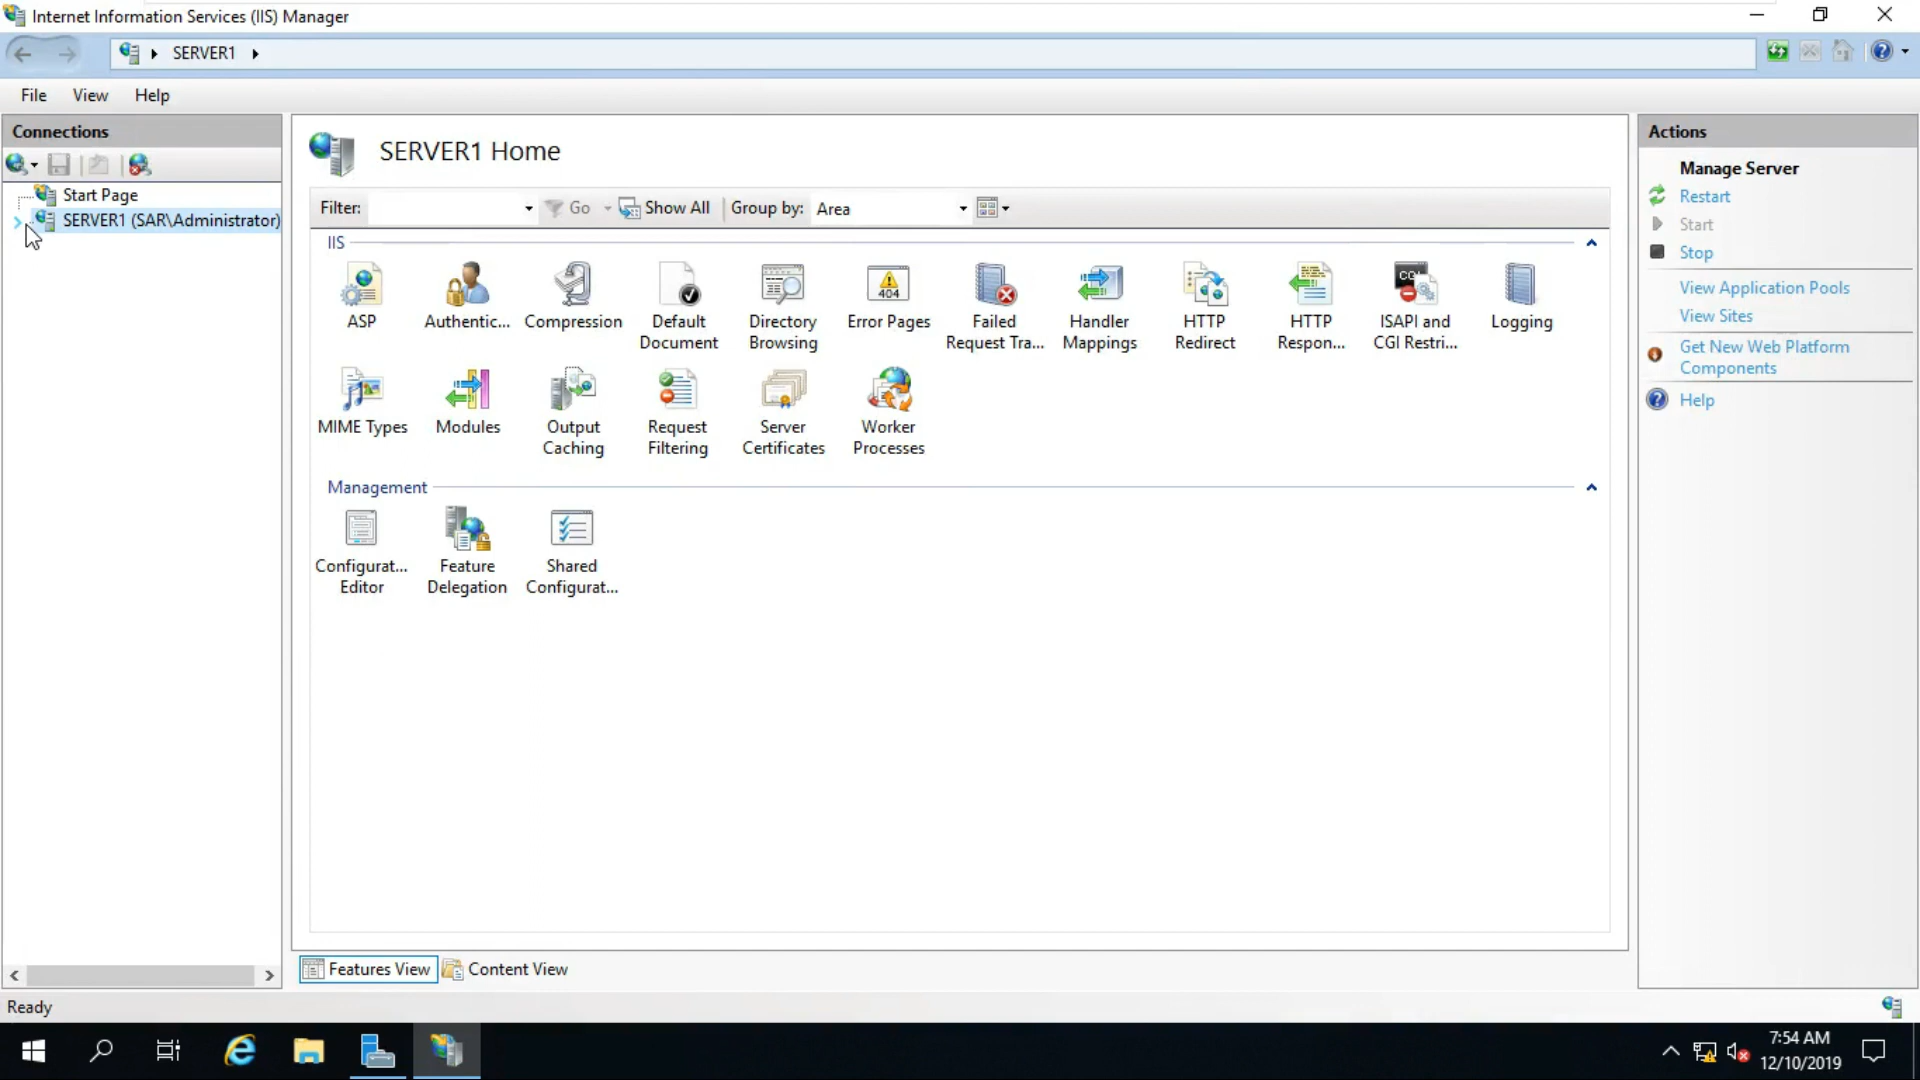 Internet Information Services (IIS) Manager
SERVER1
File View Help
Connections
Start Page
SERVER1 (SAR\Administrator)
SERVER1 Home
Filter: Go Show All Group by: Area
IIS
ASP
Authentic...
Compression
Default
Document
Directory
Browsing
Error Pages
Failed
Request Tra...
Handler
Mappings
HTTP
Redirect
HTTP
Respon...
ISAPI and
CGI Restri...
Logging
MIME Types
Modules
Output
Caching
Request
Filtering
Server
Certificates
Worker
Processes
Management
Configurat...
Editor
Feature
Delegation
Shared
Configurat...
Features View
Content View
Actions
Manage Server
Restart
Start
Stop
View Application Pools
View Sites
Get New Web Platform
Components
Help
Ready
7:54 AM
12/10/2019